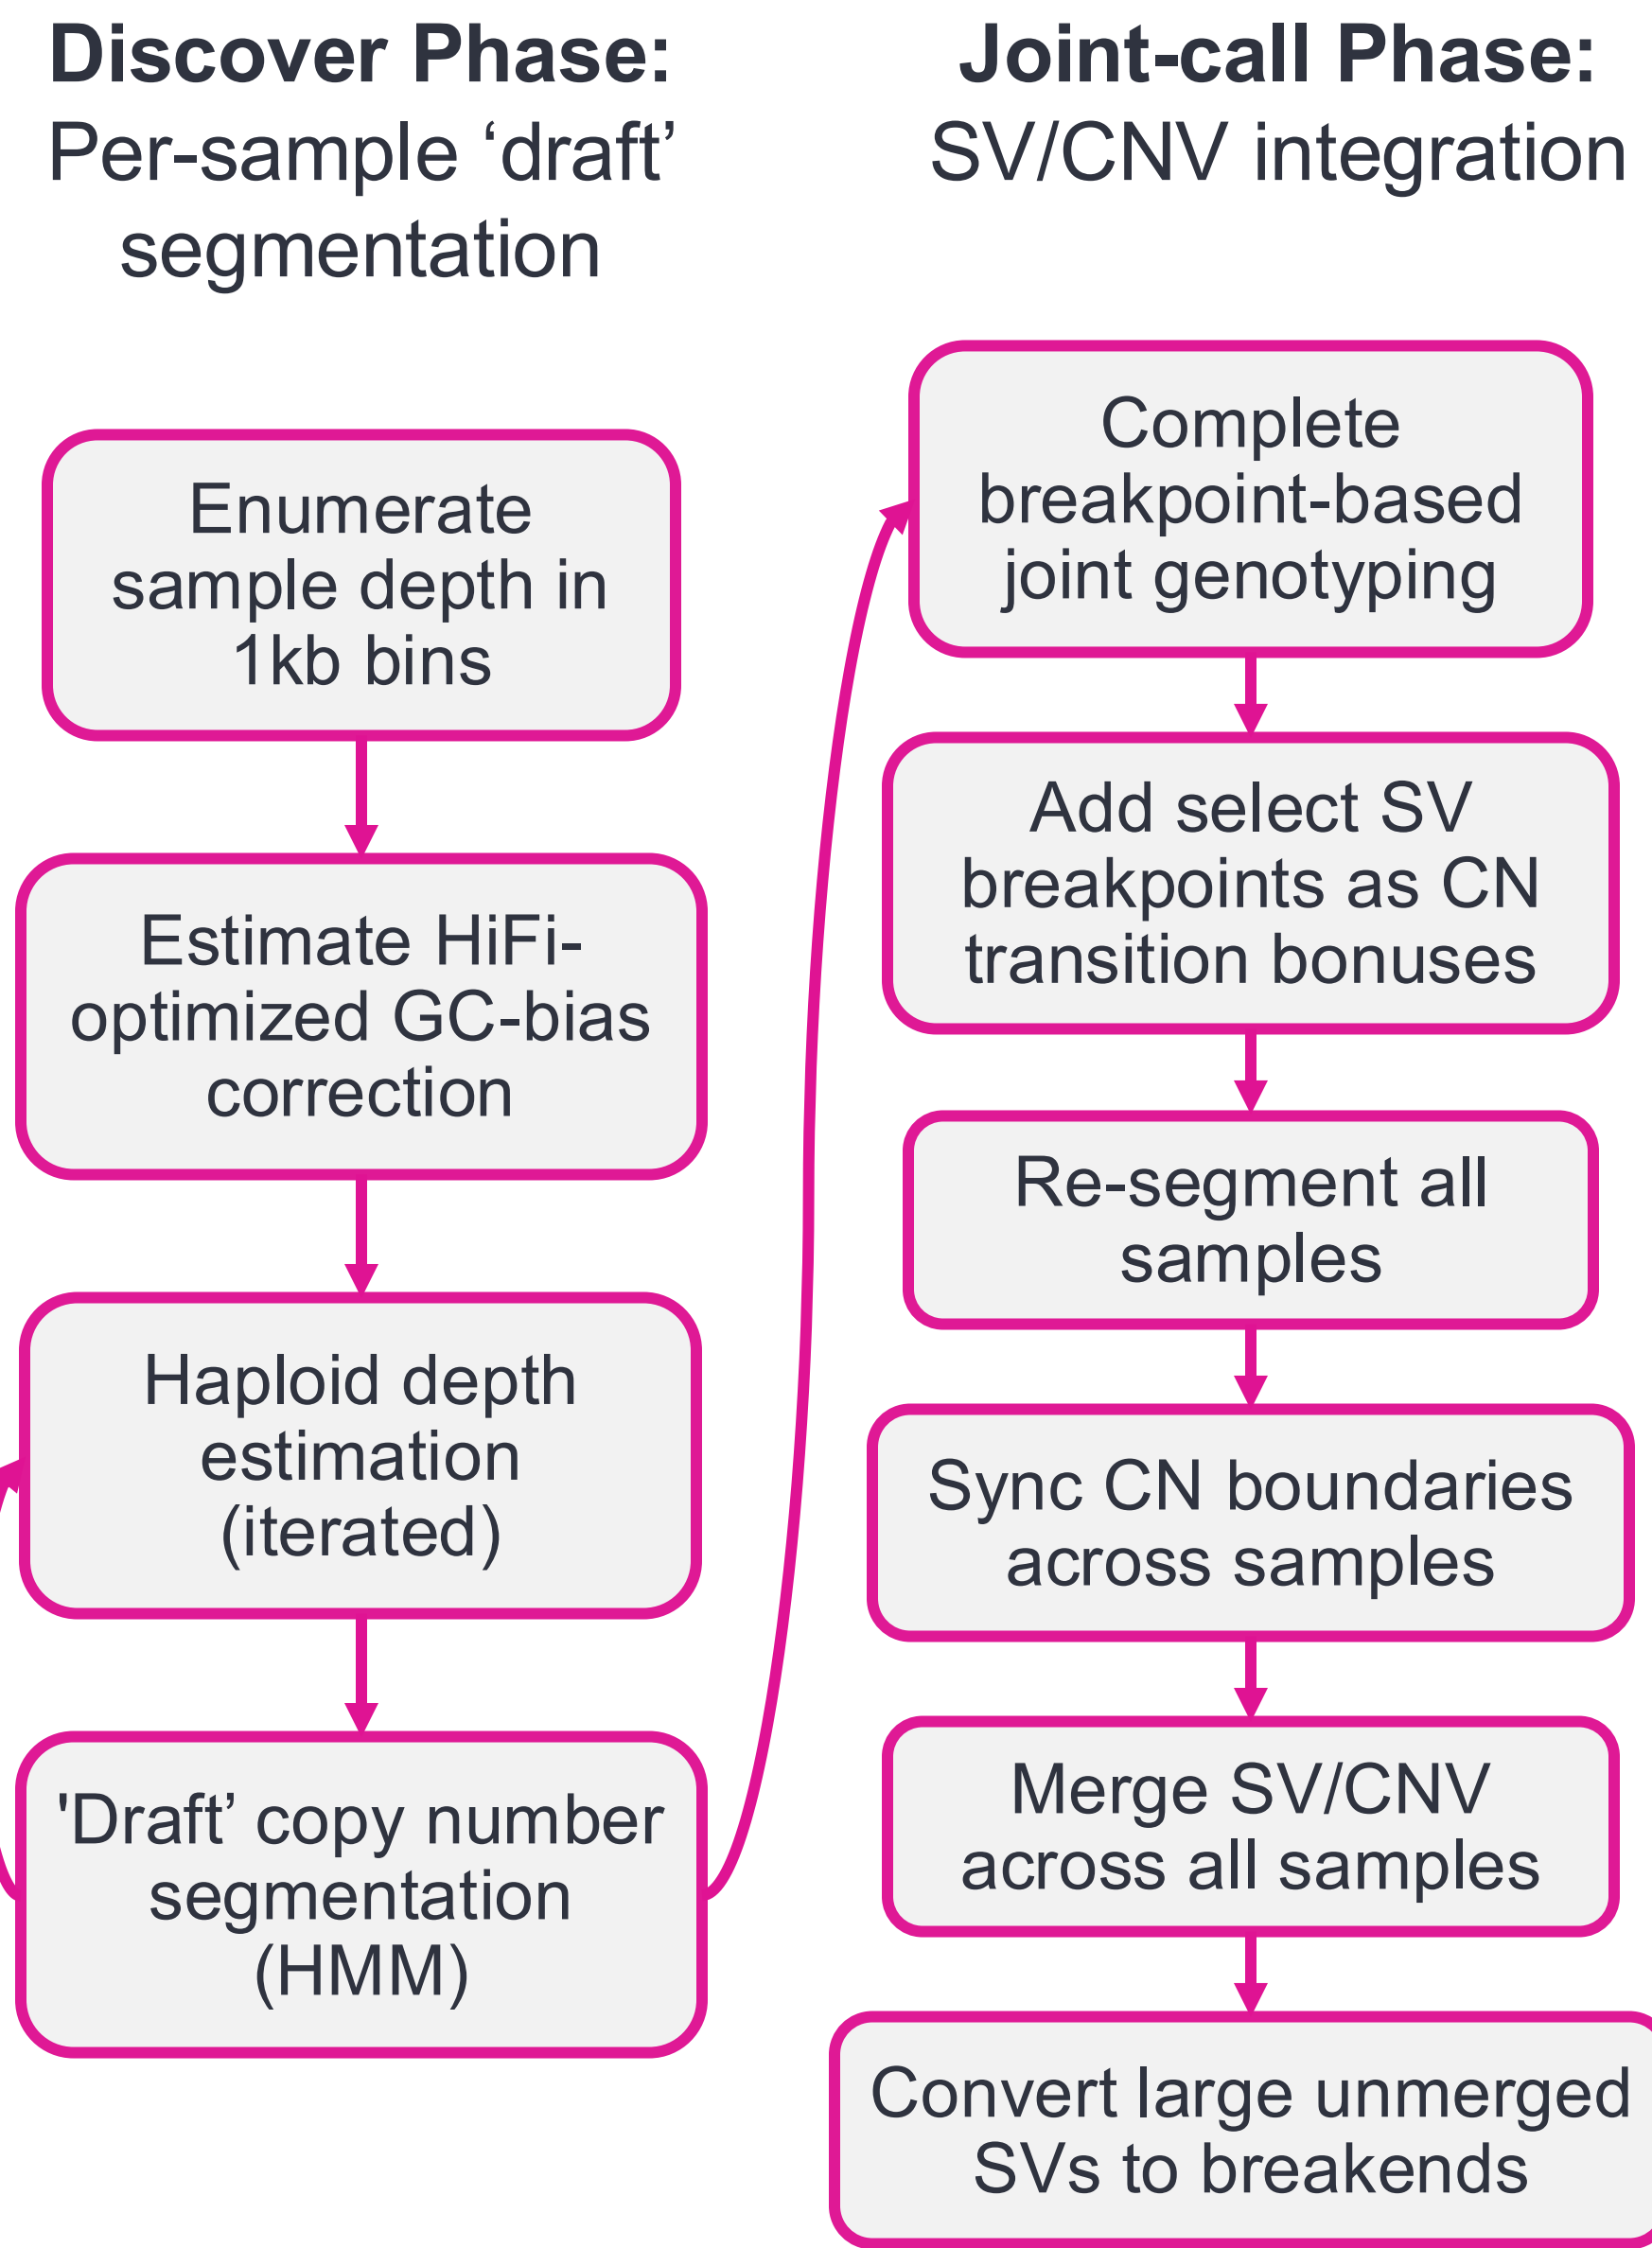 Discover Phase:
Per-sample ‘draft’
segmentation
Enumerate
sample depth in
1kb bins
Estimate HiFi-
optimized GC-bias
correction
Haploid depth
estimation
(iterated)
'Draft’ copy number
segmentation
(HMM)
Joint-call Phase:
SV/CNV integration
Complete
breakpoint-based
joint genotyping
Add select SV
breakpoints as CN
transition bonuses
Re-segment all
samples
Sync CN boundaries
across samples
Merge SV/CNV
across all samples
Convert large unmerged
SVs to breakends